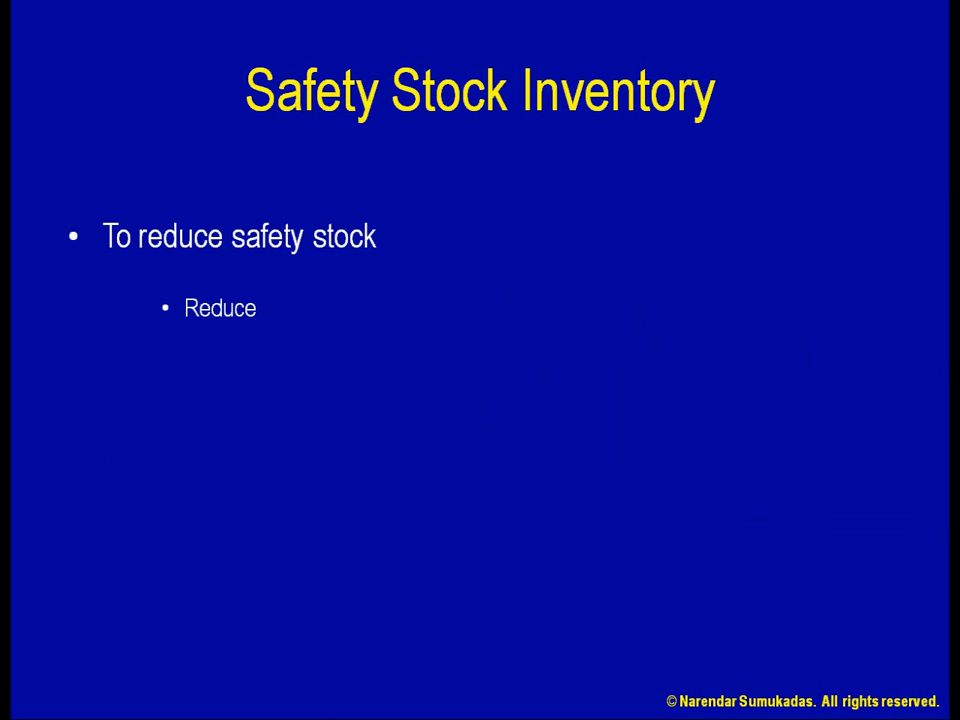 Safety Stock Inventory
• To reduce safety stock
• Reduce
© Narendar Sumukadas. All rights reserved.